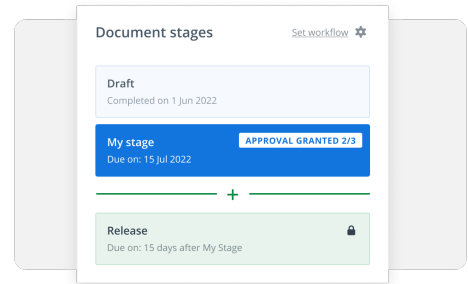 Document stages
Set workflow
Draft
Completed on 1 Jun 2022
My stage
APPROVAL GRANTED 2/3
Due on: 15 Jul 2022
+
Release
Due on: 15 days after My Stage